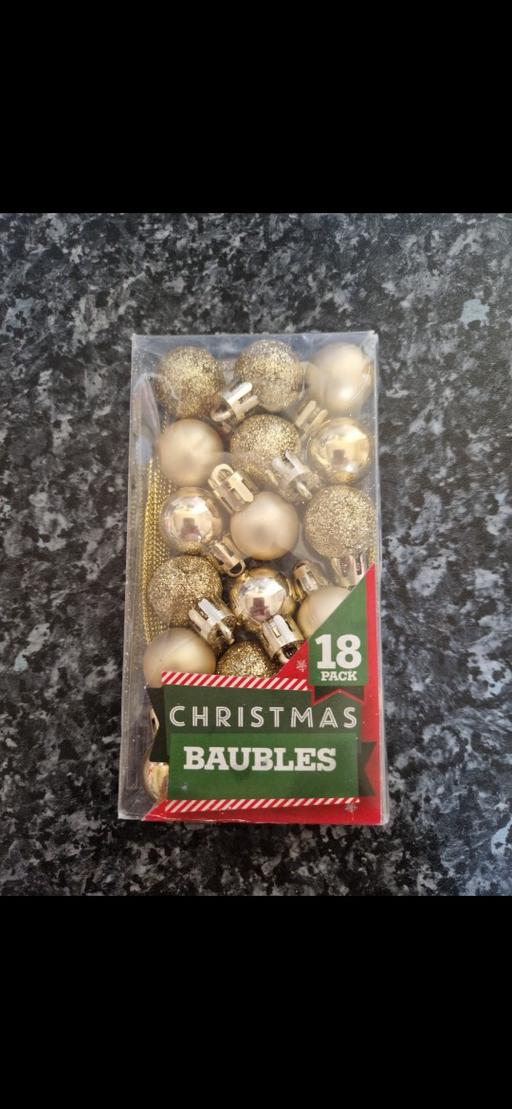 18
PACK
CHRISTMAS
BAUBLES